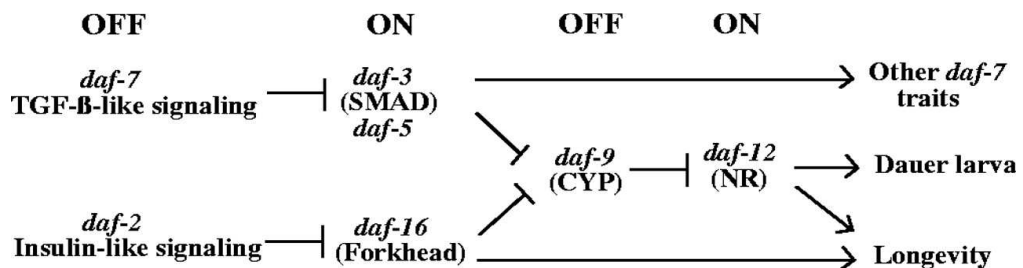 OFF ON OFF ON
daf-7 daf-3 Other daf-7
TGF-ß-like signaling (SMAD) traits
daf-5
daf-9 daf-12 Dauer larva
(CYP) (NR)
daf-2 daf-16
Insulin-like signaling (Forkhead) Longevity